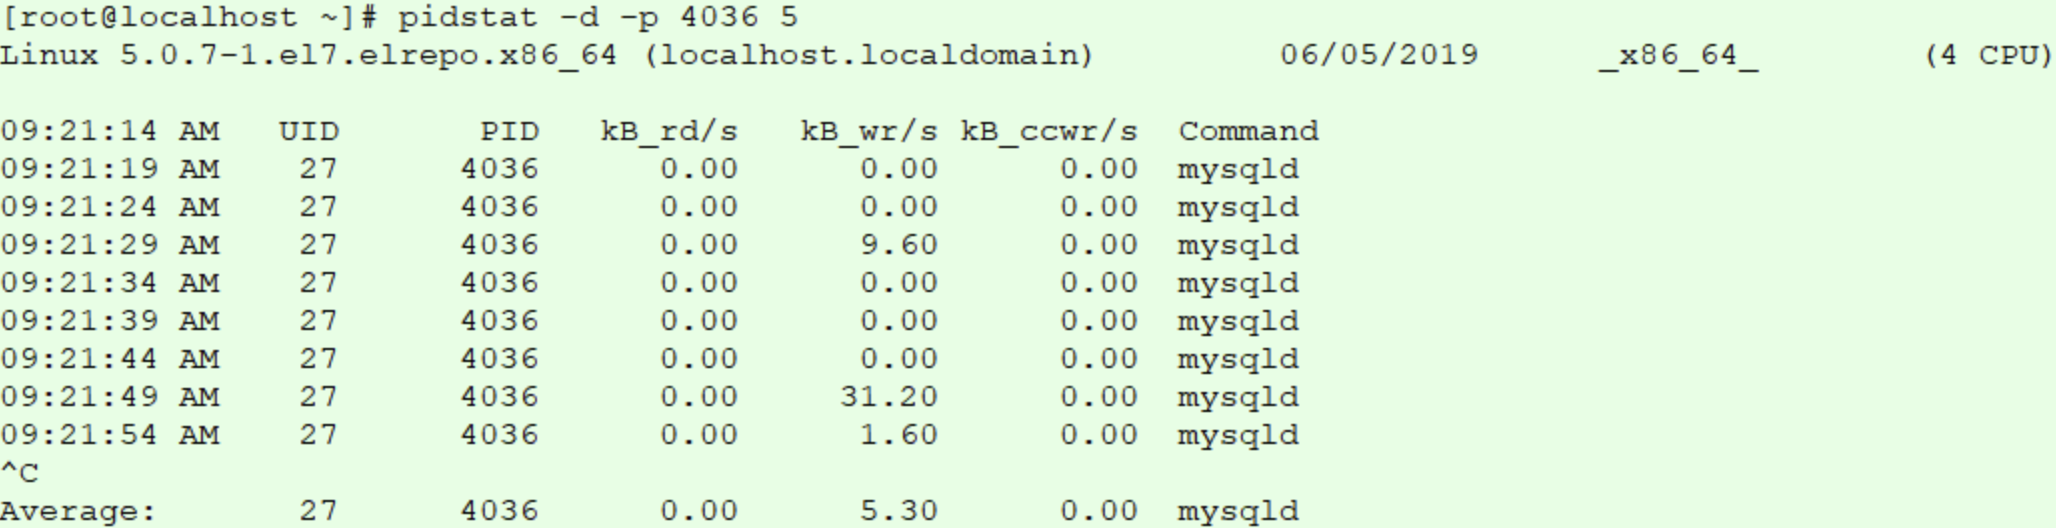 [root@localhost ~]# pidstat -d -p 4036 5
Linux 5.0.7-1.el7.elrepo.x86_64 (localhost.localdomain) 06/05/2019 _x86_64_ (4 CPU)
09:21:14 AM UID PID kB_rd/s kB_wr/s kB_ccwr/s Command
09:21:19 AM 27 4036 0.00 0.00 0.00 mysqld
09:21:24 AM 27 4036 0.00 0.00 0.00 mysqld
09:21:29 AM 27 4036 0.00 9.60 0.00 mysqld
09:21:34 AM 27 4036 0.00 0.00 0.00 mysqld
09:21:39 AM 27 4036 0.00 0.00 0.00 mysqld
09:21:44 AM 27 4036 0.00 0.00 0.00 mysqld
09:21:49 AM 27 4036 0.00 31.20 0.00 mysqld
09:21:54 AM 27 4036 0.00 1.60 0.00 mysqld
^C
Average: 27 4036 0.00 5.30 0.00 mysqld